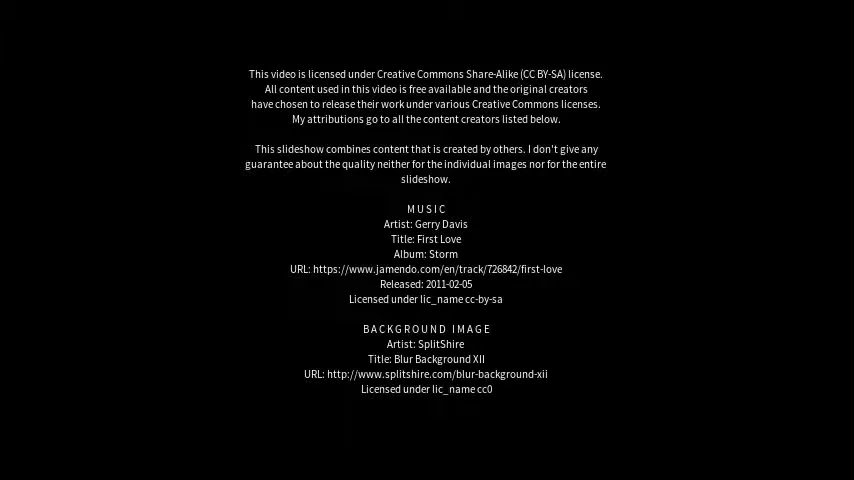 This video is licensed under Creative Commons Share-Alike (CC BY-SA) license.
All content used in this video is free available and the original creators
have chosen to release their work under various Creative Commons licenses.
My attributions go to all the content creators listed below.
This slideshow combines content that is created by others. I don't give any
guarantee about the quality neither for the individual images nor for the entire
slideshow.
MUSIC
Artist: Gerry Davis
Title: First Love
Album: Storm
URL: https://www.jamendo.com/en/track/726842/first-love
Released: 2011-02-05
Licensed under lic_name cc-by-sa
BACKGROUND IMAGE
Artist: SplitShire
Title: Blur Background XII
URL: http://www.splitshire.com/blur-background-xii
Licensed under lic_name cc0